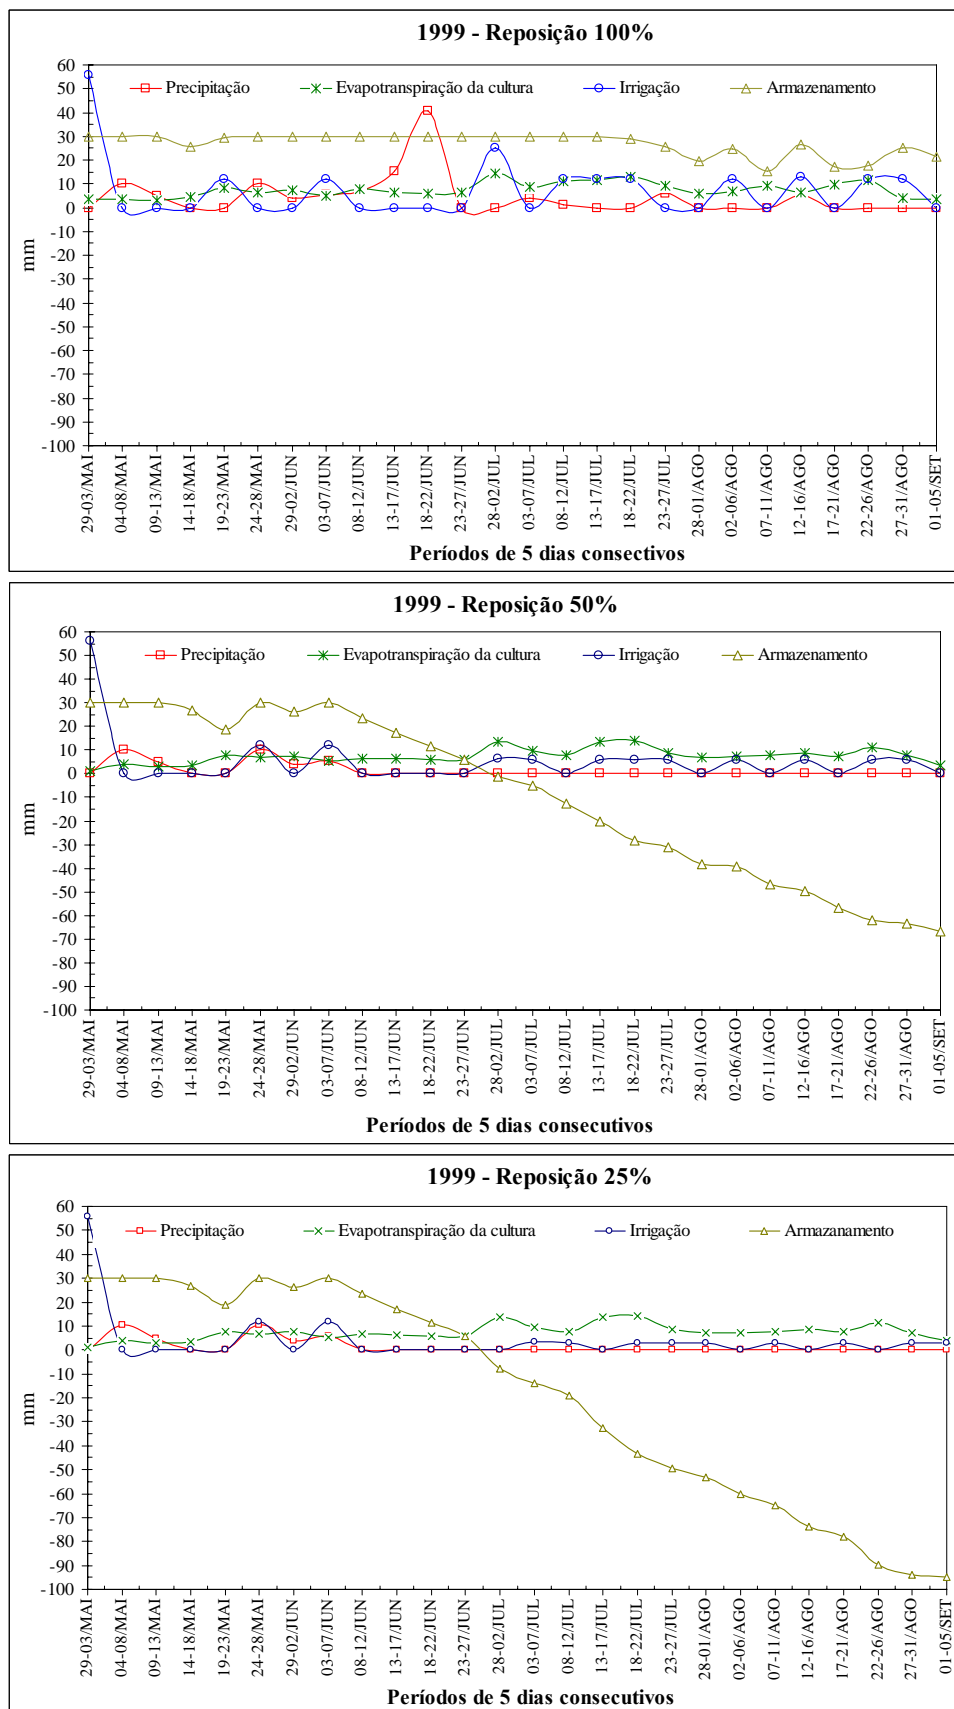 1999 - Reposição 100%
Precipitação Evapotranspiração da cultura Irrigação Armazenamento
60
50
40
30
20
10
0
-10
-20
-30
-40
-50
-60
-70
-80
-90
-100
mm
29-03/MAI
04-08/MAI
09-13/MAI
14-18/MAI
19-23/MAI
24-28/MAI
29-02/JUN
03-07/JUN
08-12/JUN
13-17/JUN
18-22/JUN
23-27/JUN
28-02/JUL
03-07/JUL
08-12/JUL
13-17/JUL
18-22/JUL
23-27/JUL
28-01/AGO
02-06/AGO
07-11/AGO
12-16/AGO
17-21/AGO
22-26/AGO
27-31/AGO
01-05/SET
Períodos de 5 dias consectivos
1999 - Reposição 50%
Precipitação Evapotranspiração da cultura Irrigação Armazenamento
60
50
40
30
20
10
0
-10
-20
-30
-40
-50
-60
-70
-80
-90
-100
mm
29-03/MAI
04-08/MAI
09-13/MAI
14-18/MAI
19-23/MAI
24-28/MAI
29-02/JUN
03-07/JUN
08-12/JUN
13-17/JUN
18-22/JUN
23-27/JUN
28-02/JUL
03-07/JUL
08-12/JUL
13-17/JUL
18-22/JUL
23-27/JUL
28-01/AGO
02-06/AGO
07-11/AGO
12-16/AGO
17-21/AGO
22-26/AGO
27-31/AGO
01-05/SET
Períodos de 5 dias consecutivos
1999 - Reposição 25%
Precipitação Evapotranspiração da cultura Irrigação Armazanamento
60
50
40
30
20
10
0
-10
-20
-30
-40
-50
-60
-70
-80
-90
-100
mm
29-03/MAI
04-08/MAI
09-13/MAI
14-18/MAI
19-23/MAI
24-28/MAI
29-02/JUN
03-07/JUN
08-12/JUN
13-17/JUN
18-22/JUN
23-27/JUN
28-02/JUL
03-07/JUL
08-12/JUL
13-17/JUL
18-22/JUL
23-27/JUL
28-01/AGO
02-06/AGO
07-11/AGO
12-16/AGO
17-21/AGO
22-26/AGO
27-31/AGO
01-05/SET
Períodos de 5 dias consecutivos